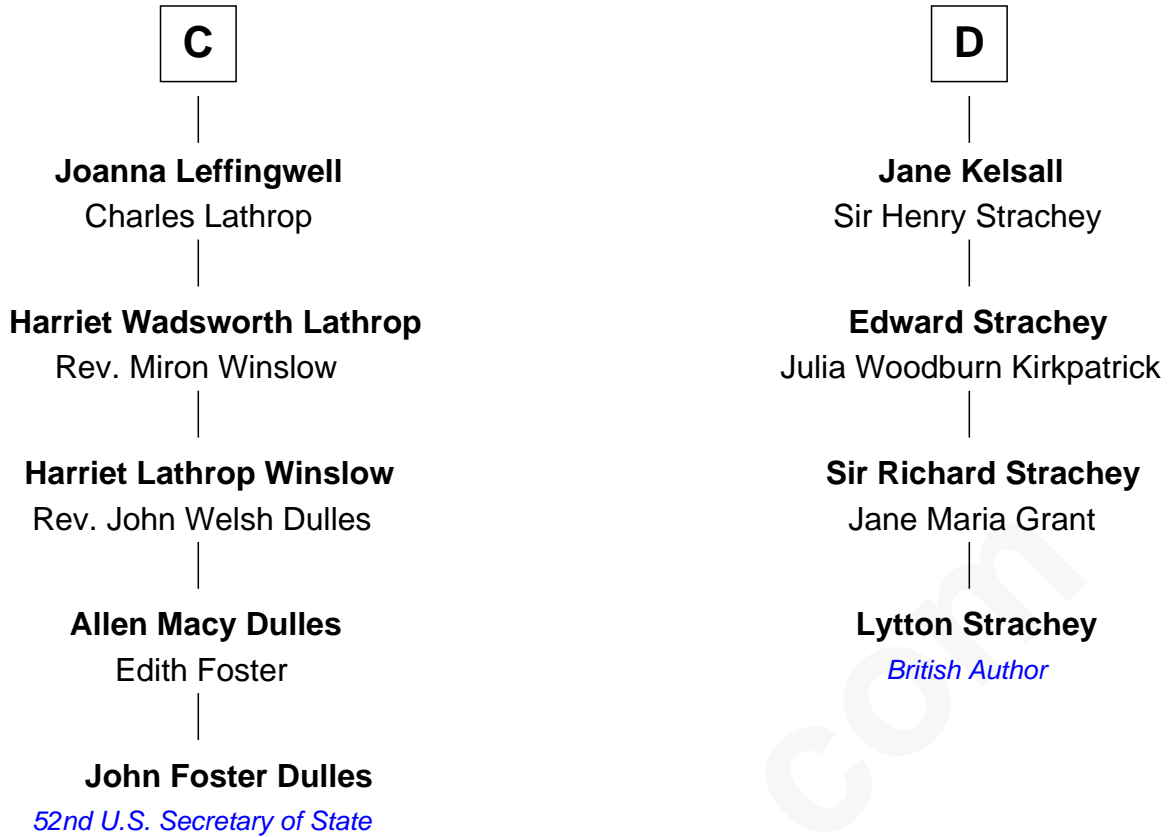 C
Joanna Leffingwell
Charles Lathrop
Harriet Wadsworth Lathrop
Rev. Miron Winslow
Harriet Lathrop Winslow
Rev. John Welsh Dulles
Allen Macy Dulles
Edith Foster
John Foster Dulles
52nd U.S. Secretary of State
D
Jane Kelsall
Sir Henry Strachey
Edward Strachey
Julia Woodburn Kirkpatrick
Sir Richard Strachey
Jane Maria Grant
Lytton Strachey
British Author
com